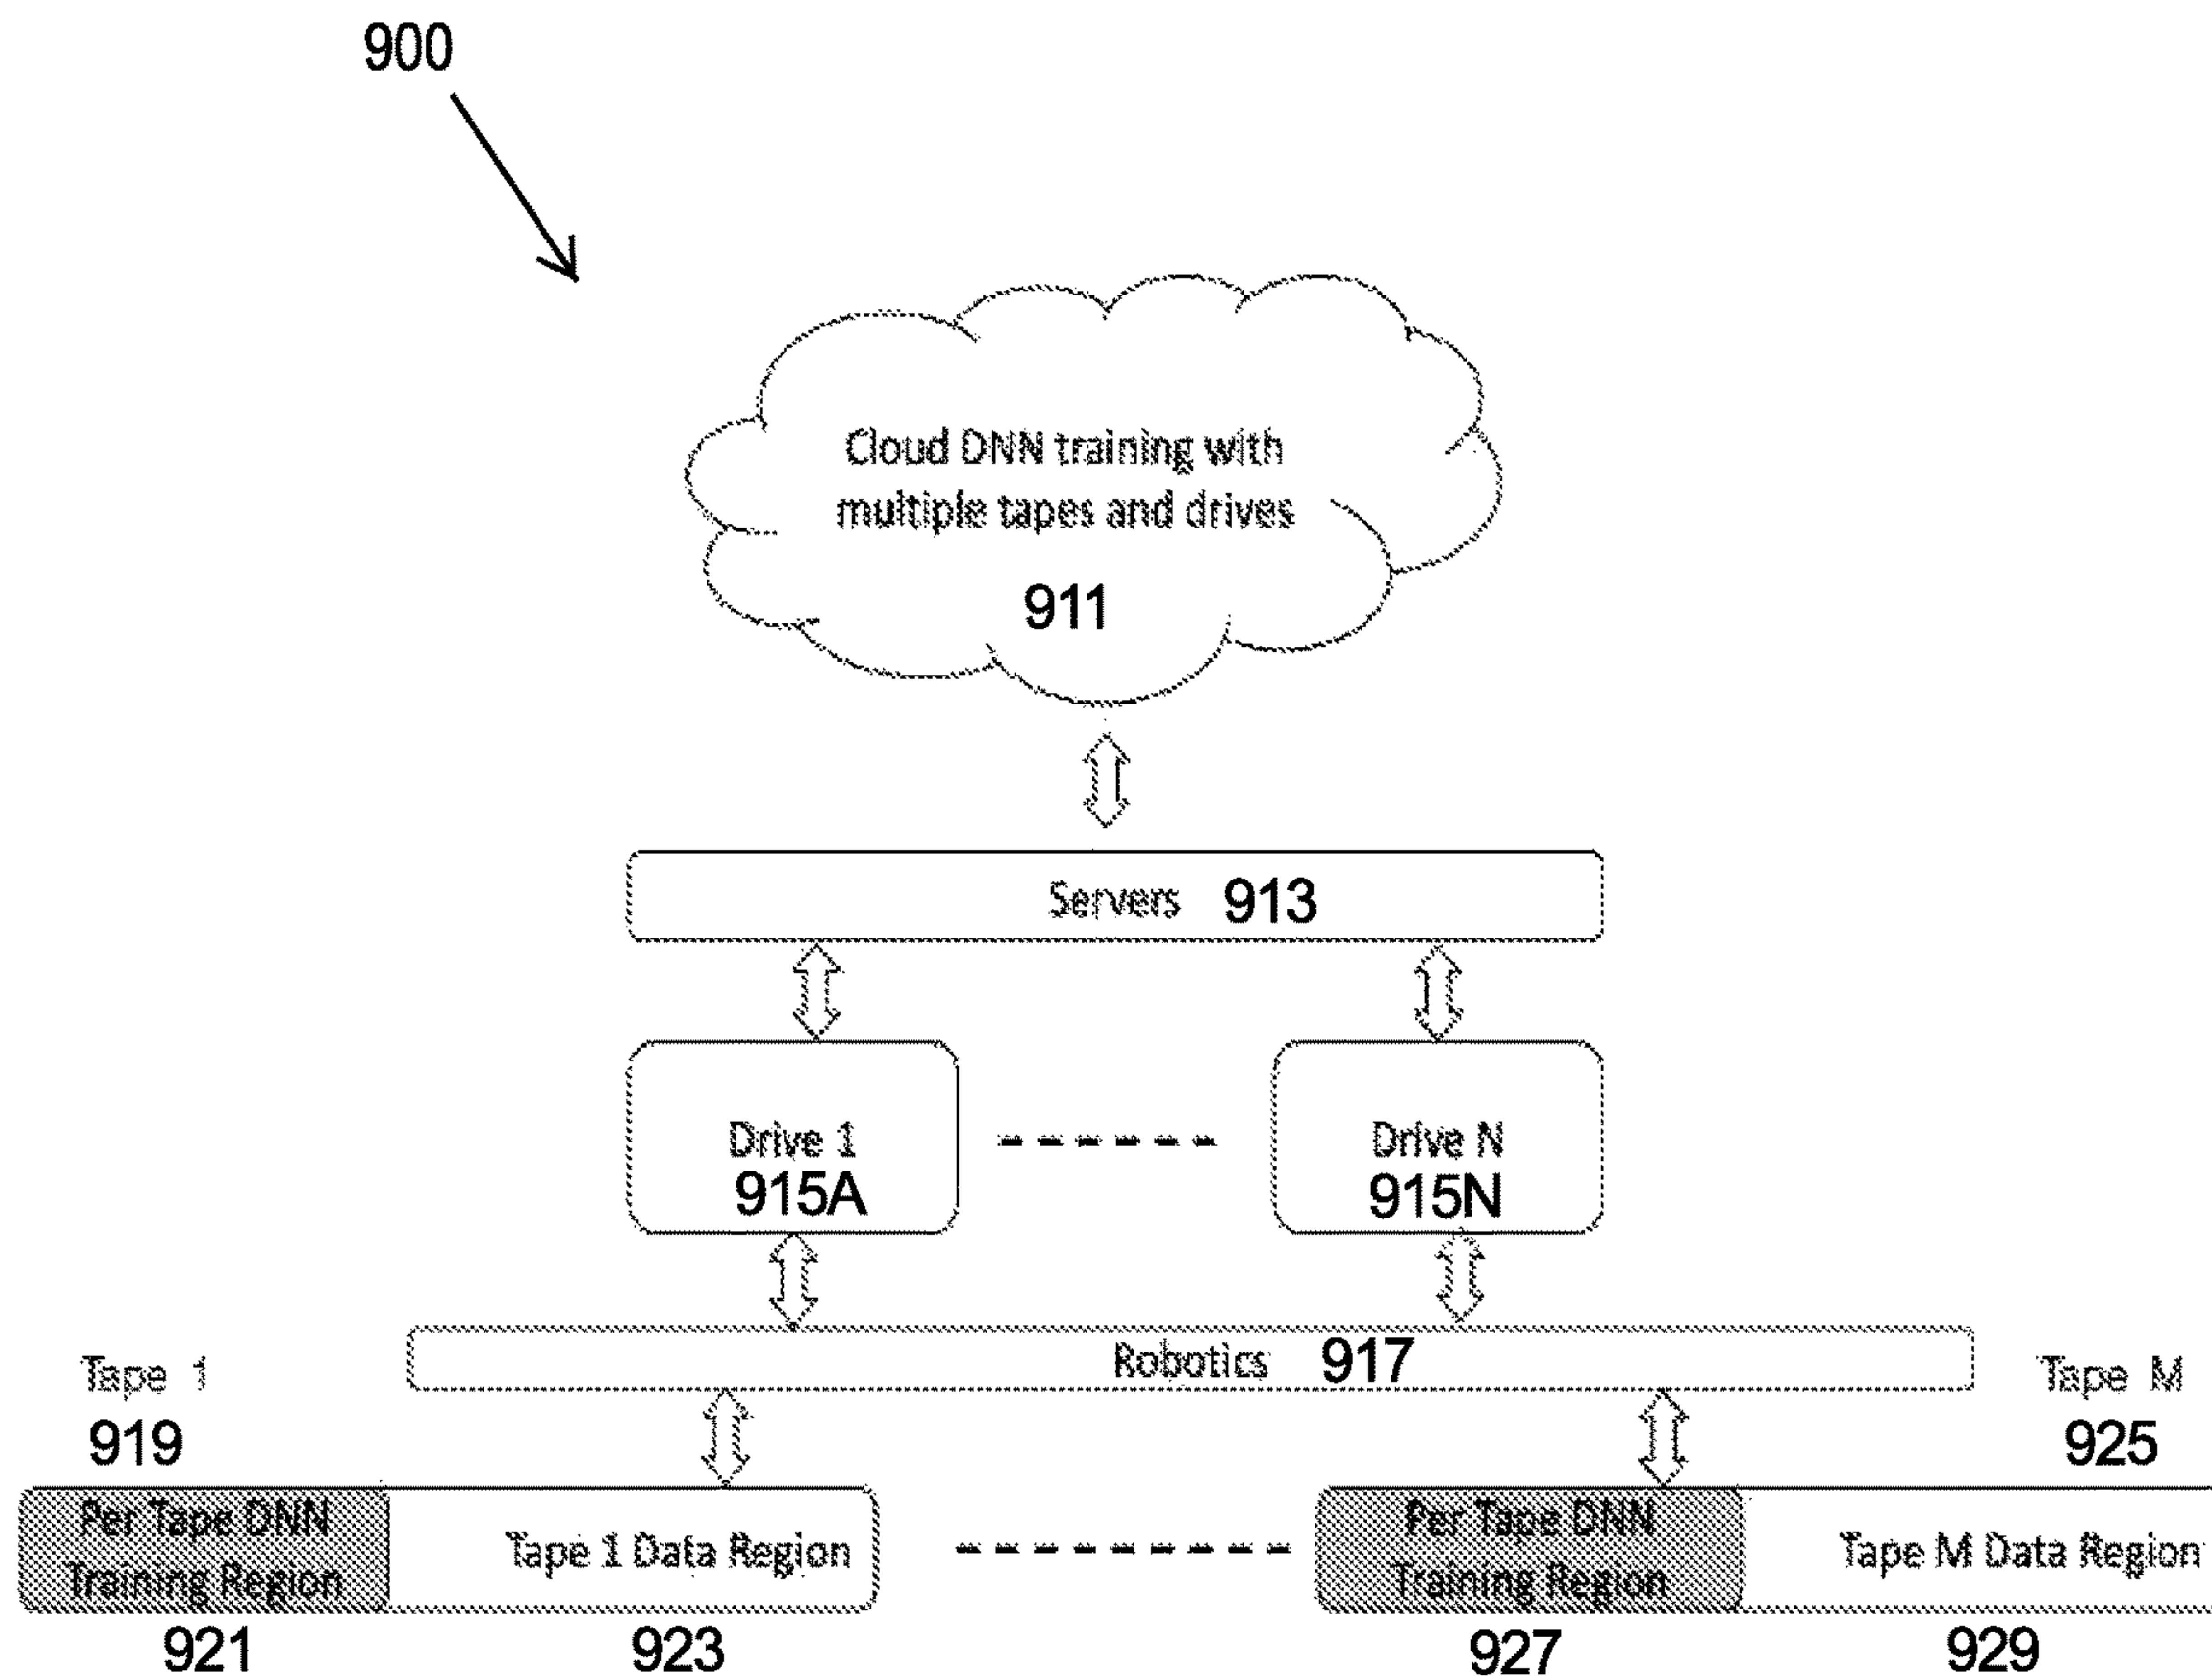 900
Cloud DNN training with
multiple tapes and drives
911
Servers 913
Drive 1
915A
Drive N
915N
Robotics 917
Tape 1
919
Tape M
925
Per Tape DNN
Training Region
Tape 1 Data Region
Per Tape DNN
Training Region
Tape M Data Region
921
923
927
929